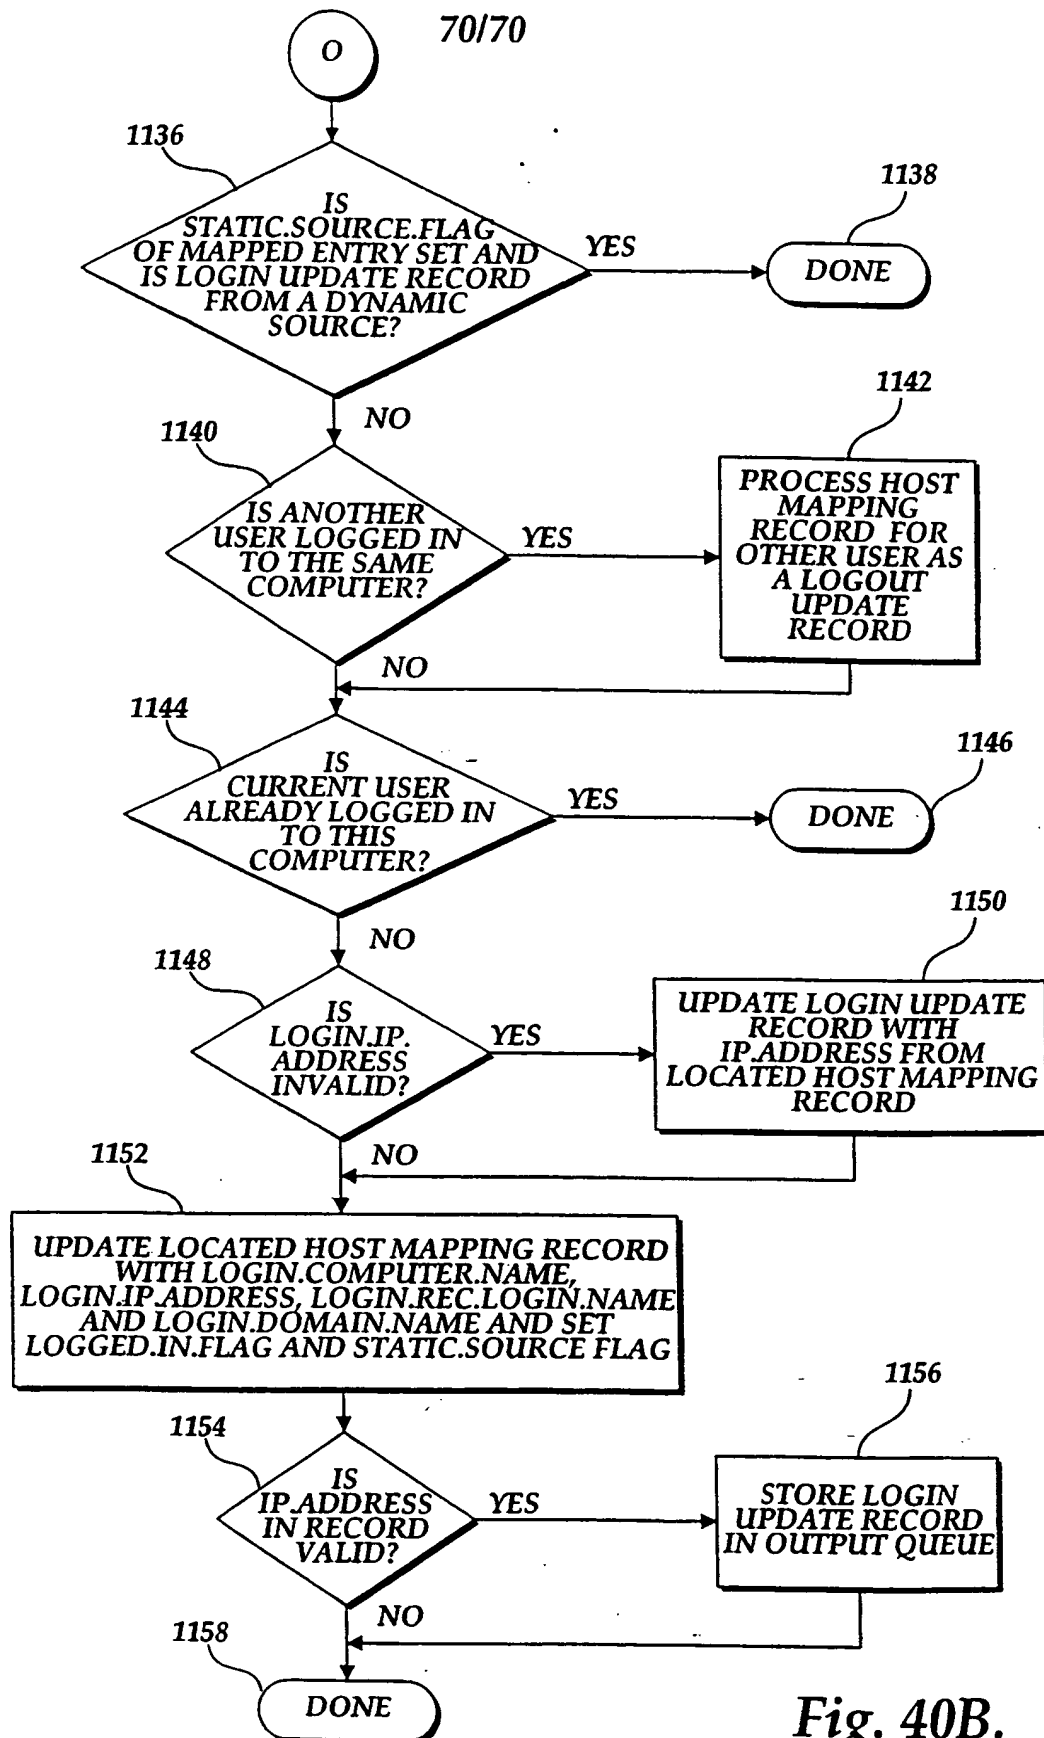 70/70
O
1136
IS
STATIC.SOURCE.FLAG
OF MAPPED ENTRY SET AND
IS LOGIN UPDATE RECORD
FROM A DYNAMIC
SOURCE?
YES
1138
DONE
NO
1140
IS ANOTHER
USER LOGGED IN
TO THE SAME
COMPUTER?
YES
1142
PROCESS HOST
MAPPING
RECORD FOR
OTHER USER AS
A LOGOUT
UPDATE
RECORD
NO
1144
IS
CURRENT USER
ALREADY LOGGED IN
TO THIS
COMPUTER?
YES
1146
DONE
NO
1148
IS
LOGIN.IP.
ADDRESS
INVALID?
YES
1150
UPDATE LOGIN UPDATE
RECORD WITH
IP.ADDRESS FROM
LOCATED HOST MAPPING
RECORD
NO
1152
UPDATE LOCATED HOST MAPPING RECORD
WITH LOGIN.COMPUTER.NAME,
LOGIN.IP.ADDRESS, LOGIN.REC.LOGIN.NAME
AND LOGIN.DOMAIN.NAME AND SET
LOGGED.IN.FLAG AND STATIC.SOURCE FLAG
1154
IS
IP.ADDRESS
IN RECORD
VALID?
YES
1156
STORE LOGIN
UPDATE RECORD
IN OUTPUT QUEUE
NO
1158
DONE
Fig. 40B.